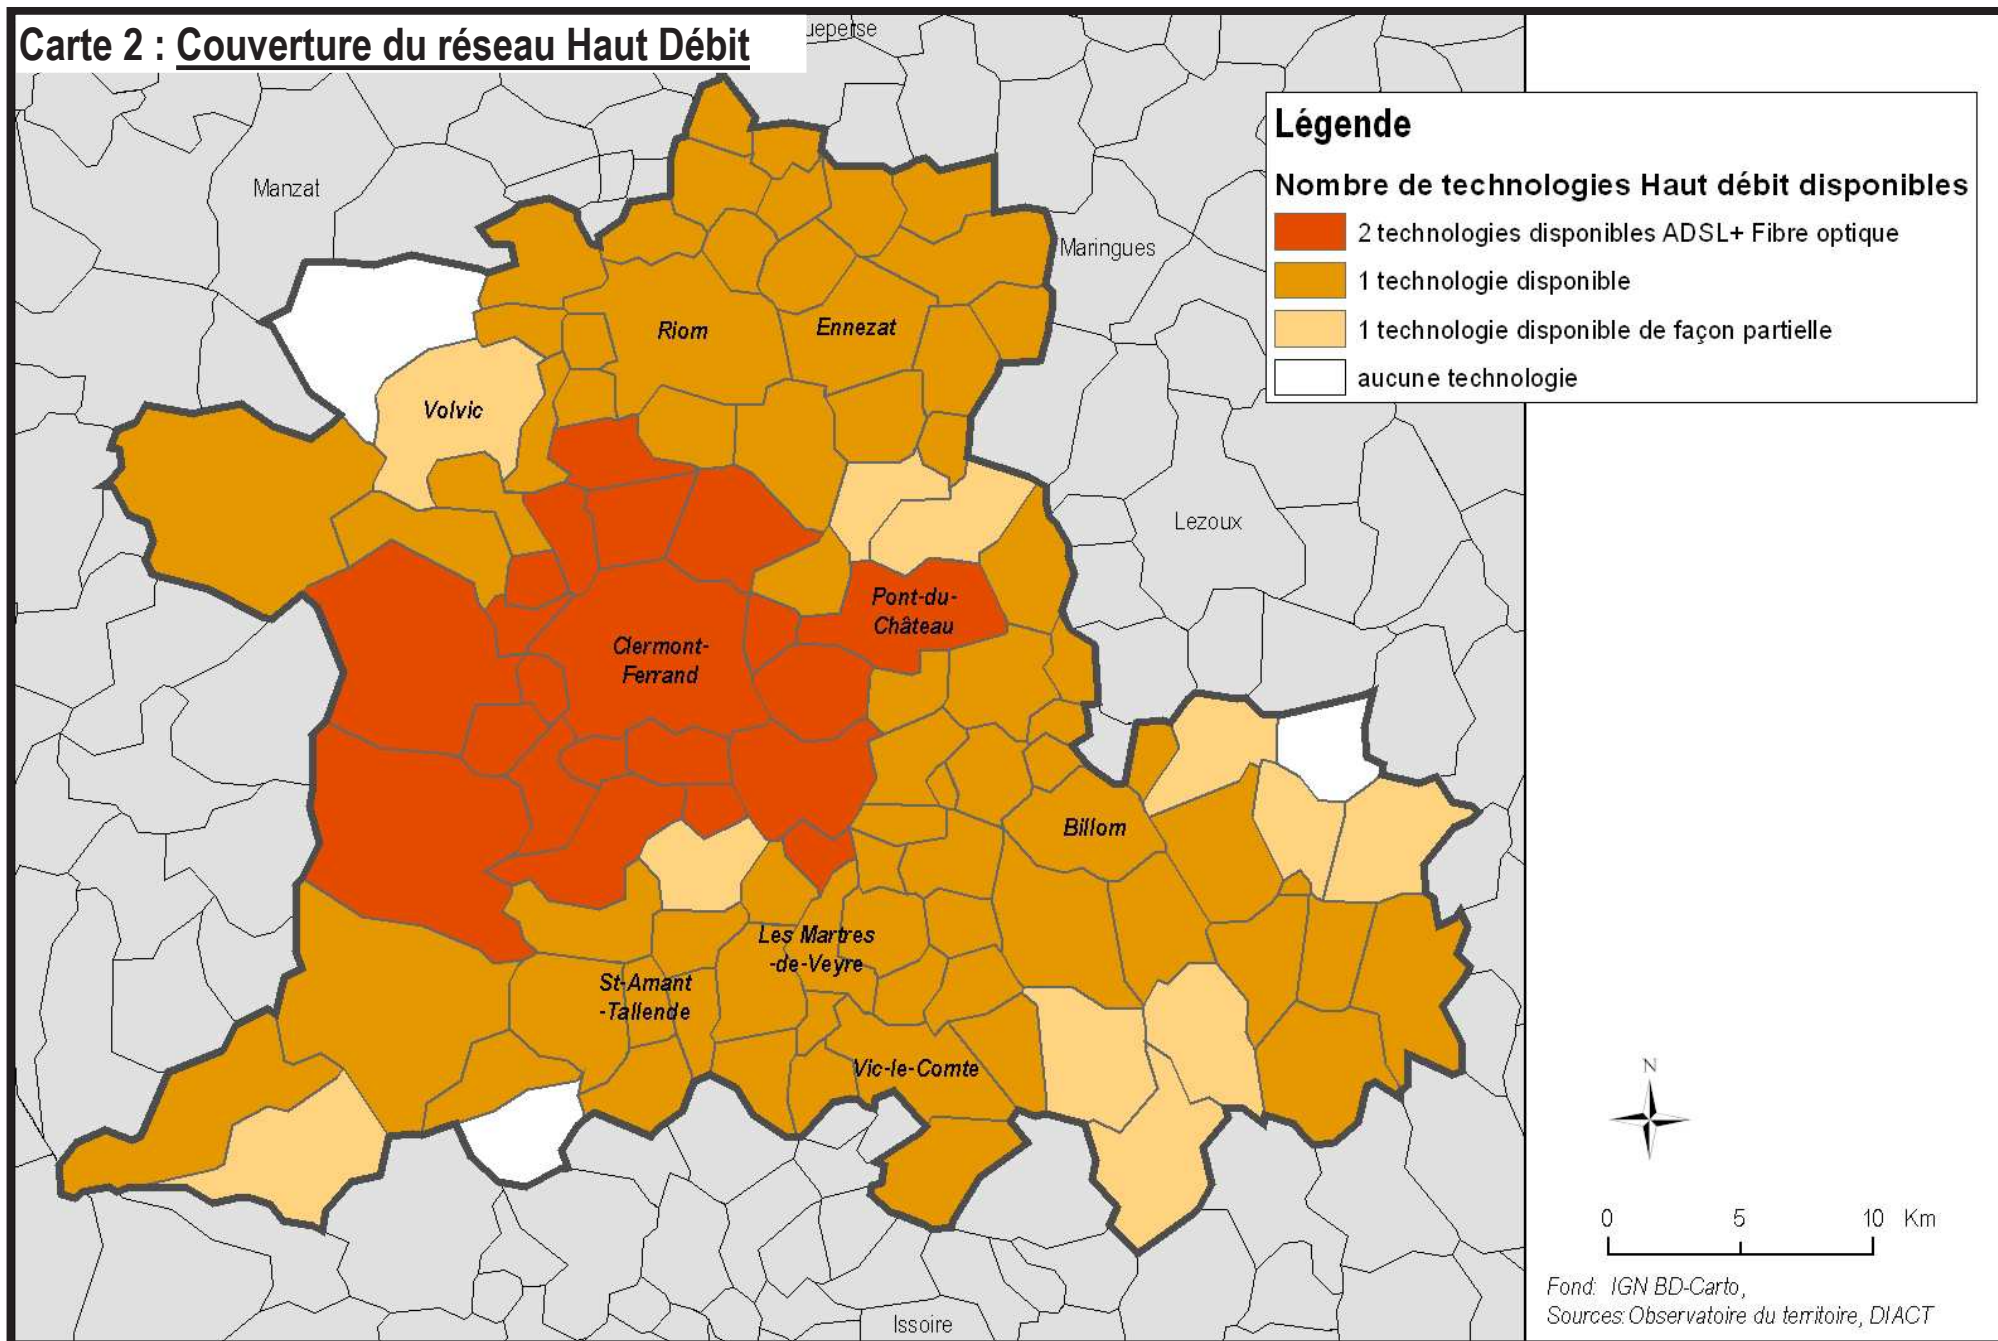 Carte 2 : Couverture du réseau Haut Débit
Manzat
Maringues
Légende
Nombre de technologies Haut débit disponibles
2 technologies disponibles ADSL+ Fibre optique
1 technologie disponible
1 technologie disponible de façon partielle
aucune technologie
Riom
Ennezat
Volvic
Lezoux
Pont-du-
Château
Clermont-
Ferrand
Billom
Les Martres
-de-Veyre
St-Amant
-Tallende
Vic-le-Comte
N
0 5 10 Km
Fond: IGN BD-Carto,
Sources: Observatoire du territoire, DIACT
Issoire